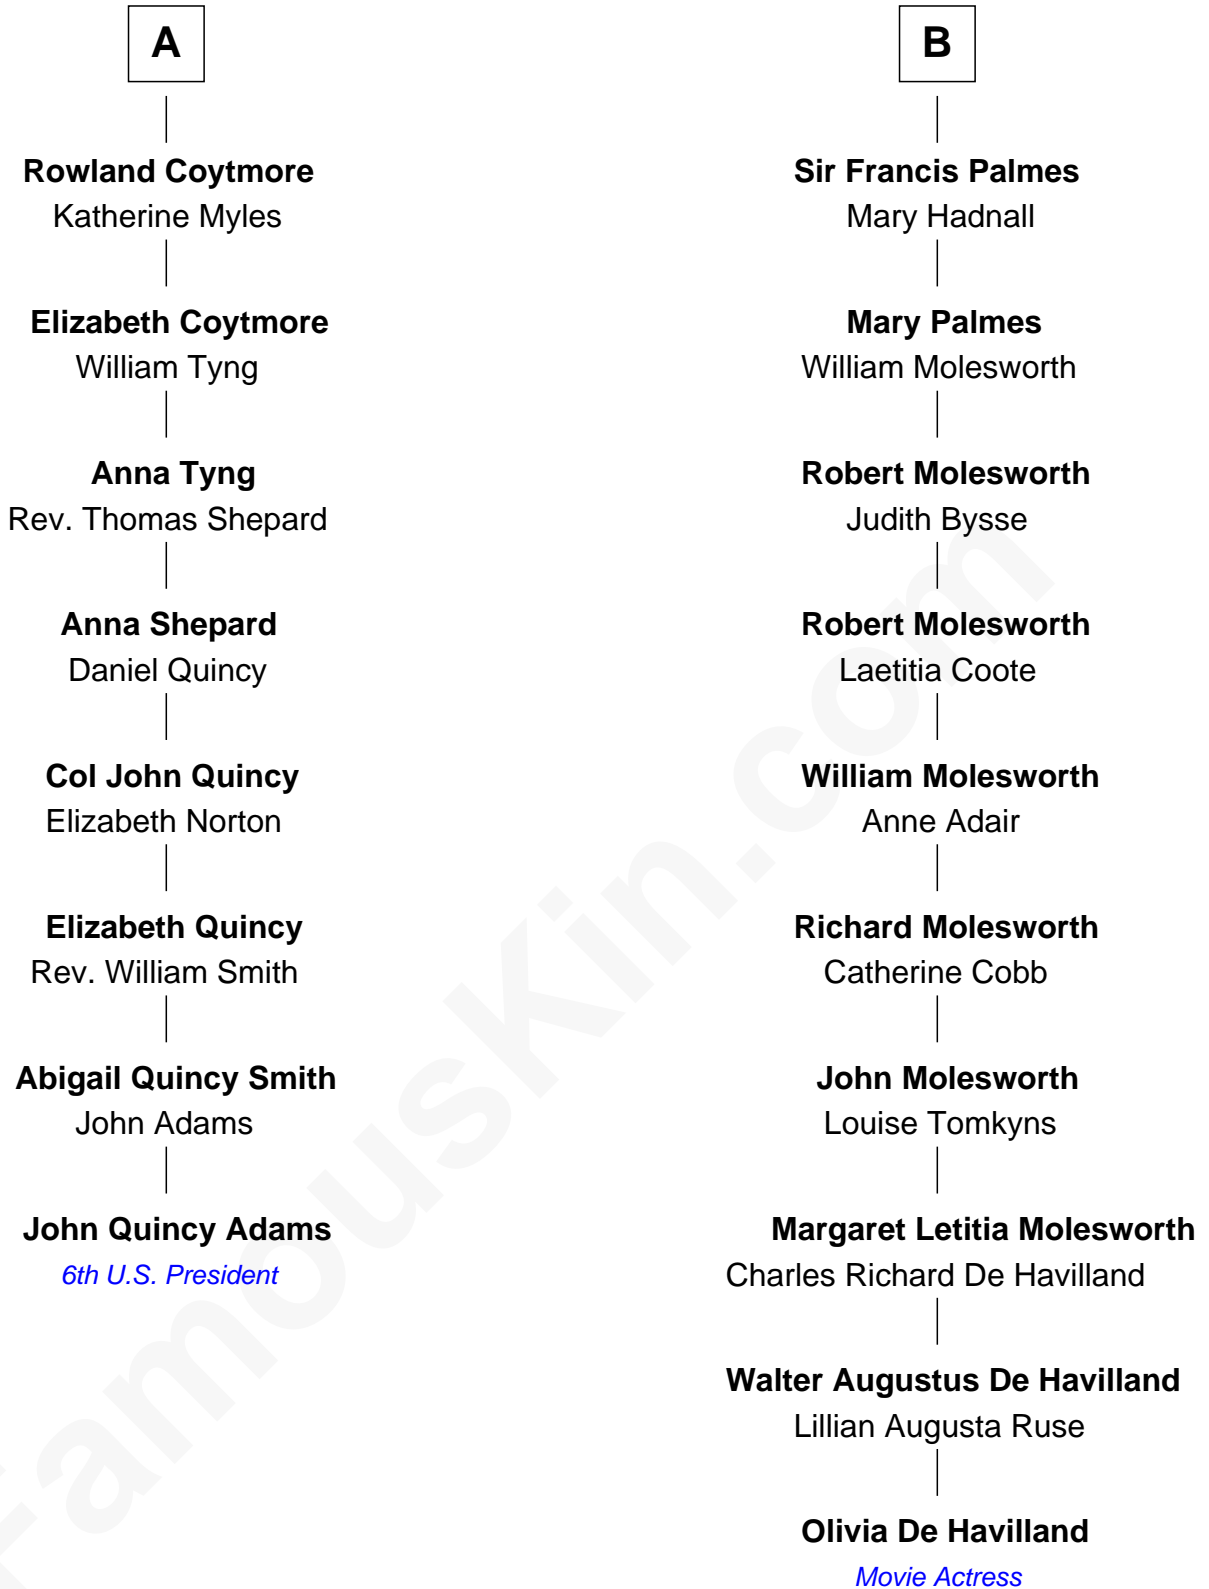 A
Rowland Coytmore
Katherine Myles
Elizabeth Coytmore
William Tyng
Anna Tyng
Rev. Thomas Shepard
Anna Shepard
Daniel Quincy
Col John Quincy
Elizabeth Norton
Elizabeth Quincy
Rev. William Smith
Abigail Quincy Smith
John Adams
John Quincy Adams
6th U.S. President
B
Sir Francis Palmes
Mary Hadnall
Mary Palmes
William Molesworth
Robert Molesworth
Judith Bysse
Robert Molesworth
Laetitia Coote
William Molesworth
Anne Adair
Richard Molesworth
Catherine Cobb
John Molesworth
Louise Tomkyns
Margaret Letitia Molesworth
Charles Richard De Havilland
Walter Augustus De Havilland
Lillian Augusta Ruse
Olivia De Havilland
Movie Actress
FamousKin.com